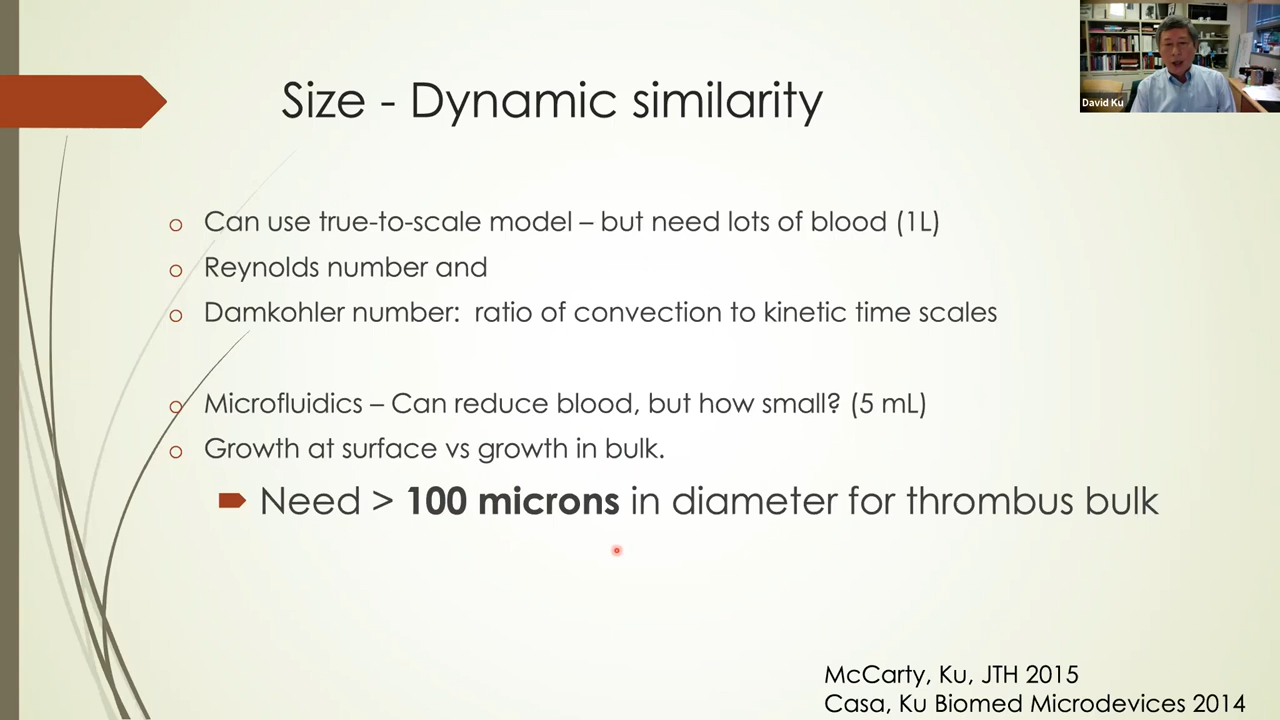 Size - Dynamic similarity
David Ku
Can use true-to-scale model – but need lots of blood (1L)
Reynolds number and
Damkohler number:  ratio of convection to kinetic time scales
Microfluidics – Can reduce blood, but how small? (5 mL)
Growth at surface vs growth in bulk.
Need > 100 microns in diameter for thrombus bulk
McCarty, Ku, JTH 2015
Casa, Ku Biomed Microdevices 2014